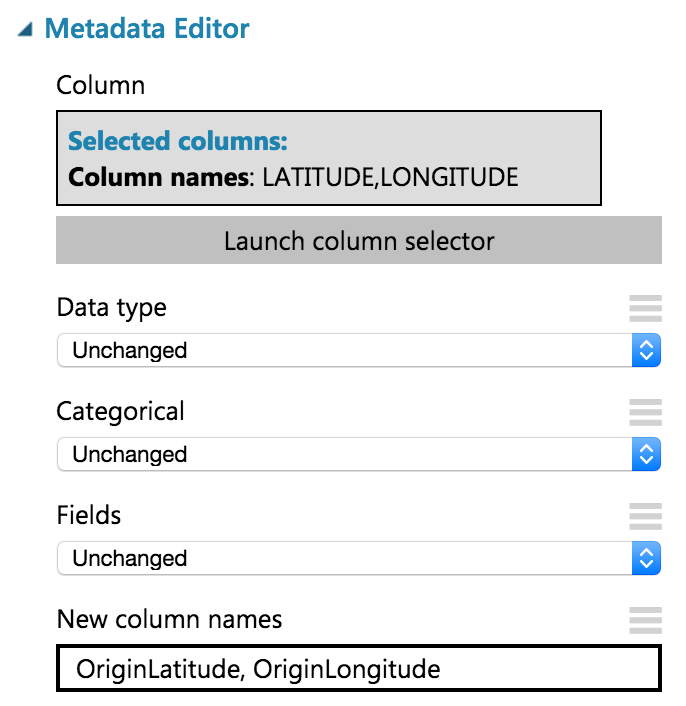 Metadata Editor
Column
Selected columns:
Column names: LATITUDE,LONGITUDE
Launch column selector
Data type
Unchanged
Categorical
Unchanged
Fields
Unchanged
New column names
OriginLatitude, OriginLongitude